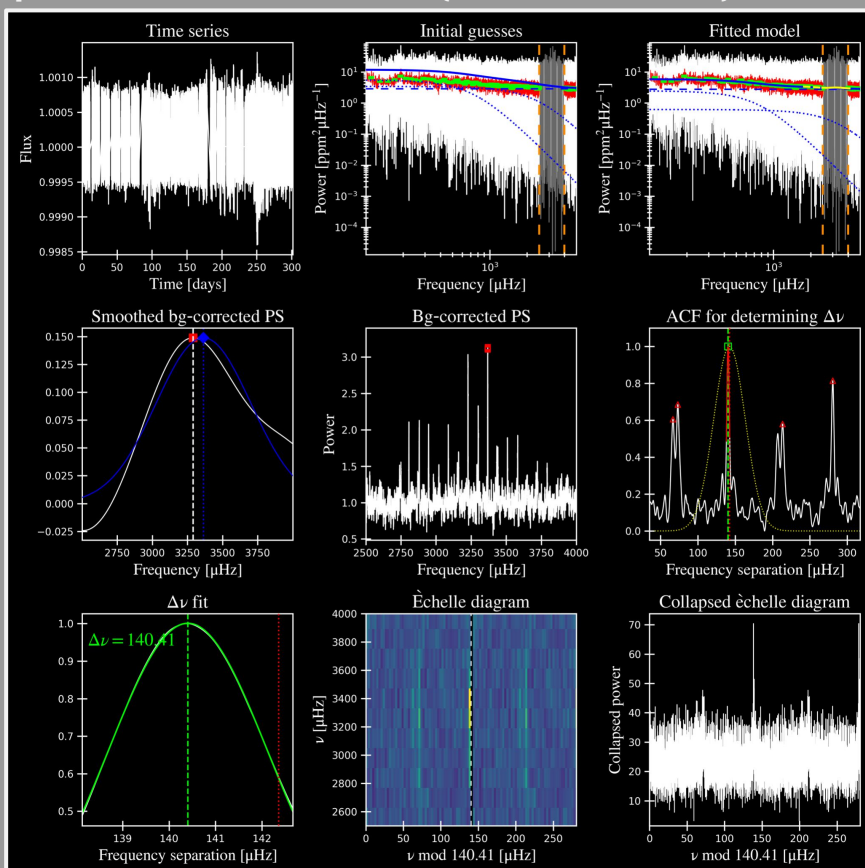 Time series
Initial guesses
Fitted model
1.0010
1.0005
1.0000
0.9995
0.9990
0.9985
Flux
0 50 100 150 200 250 300
Time [days]
10¹
10⁰
10⁻¹
10⁻²
10⁻³
10⁻⁴
Power [ppm²μHz⁻¹]
10³
Frequency [μHz]
10¹
10⁰
10⁻¹
10⁻²
10⁻³
10⁻⁴
Power [ppm²μHz⁻¹]
10³
Frequency [μHz]
Smoothed bg-corrected PS
Bg-corrected PS
ACF for determining Δν
0.150
0.125
0.100
0.075
0.050
0.025
0.000
−0.025
2750 3000 3250 3500 3750
Frequency [μHz]
3.0
2.5
2.0
1.5
1.0
0.5
Power
2500 2750 3000 3250 3500 3750 4000
Frequency [μHz]
1.0
0.8
0.6
0.4
0.2
0.0
50 100 150 200 250 300
Frequency separation [μHz]
Δν fit
Èchelle diagram
Collapsed èchelle diagram
Δν = 140.41
1.0
0.9
0.8
0.7
0.6
0.5
139 140 141 142
Frequency separation [μHz]
4000
3800
3600
3400
3200
3000
2800
2600
ν [μHz]
0 50 100 150 200 250
ν mod 140.41 [μHz]
70
60
50
40
30
20
10
Collapsed power
0 50 100 150 200 250
ν mod 140.41 [μHz]